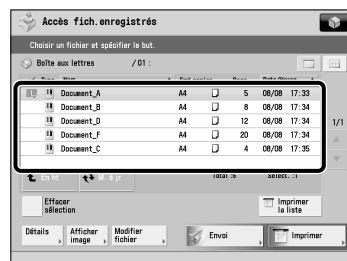 Accès fich.enregistrés
Choisir un fichier et spécifier le but.
Boîte aux lettres /01 :
Document_A A4 5 08/08 17:33
Document_B A4 8 08/08 17:34
Document_D A4 12 08/08 17:34
Document_F A4 20 08/08 17:34
Document_C A4 4 08/08 17:35
1/1
En ht M. à jr Total :5 Sélect. :1
Effacer
sélection
Imprimer
la liste
Détails Afficher
image Modifier
fichier Envoi Imprimer